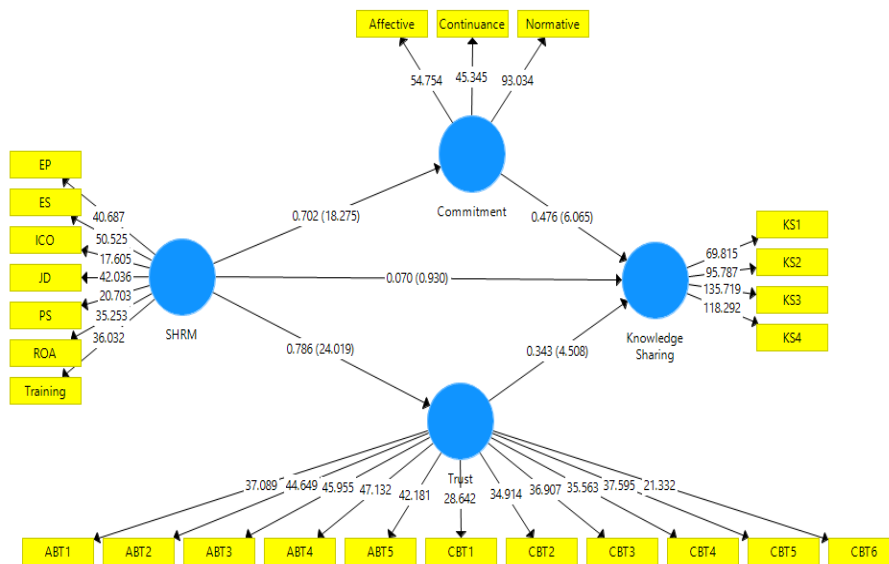 Affective
Continuance
Normative
54.754
45.345
93.034
Commitment
EP
ES
ICO
JD
PS
ROA
Training
40.687
50.525
17.605
42.036
20.703
35.253
36.032
SHRM
0.702 (18.275)
0.476 (6.065)
0.070 (0.930)
0.786 (24.019)
0.343 (4.508)
Knowledge
Sharing
69.815
95.787
135.719
118.292
KS1
KS2
KS3
KS4
Trust
37.089
44.649
45.955
47.132
42.181
28.642
34.914
36.907
35.563
37.595
21.332
ABT1
ABT2
ABT3
ABT4
ABT5
CBT1
CBT2
CBT3
CBT4
CBT5
CBT6